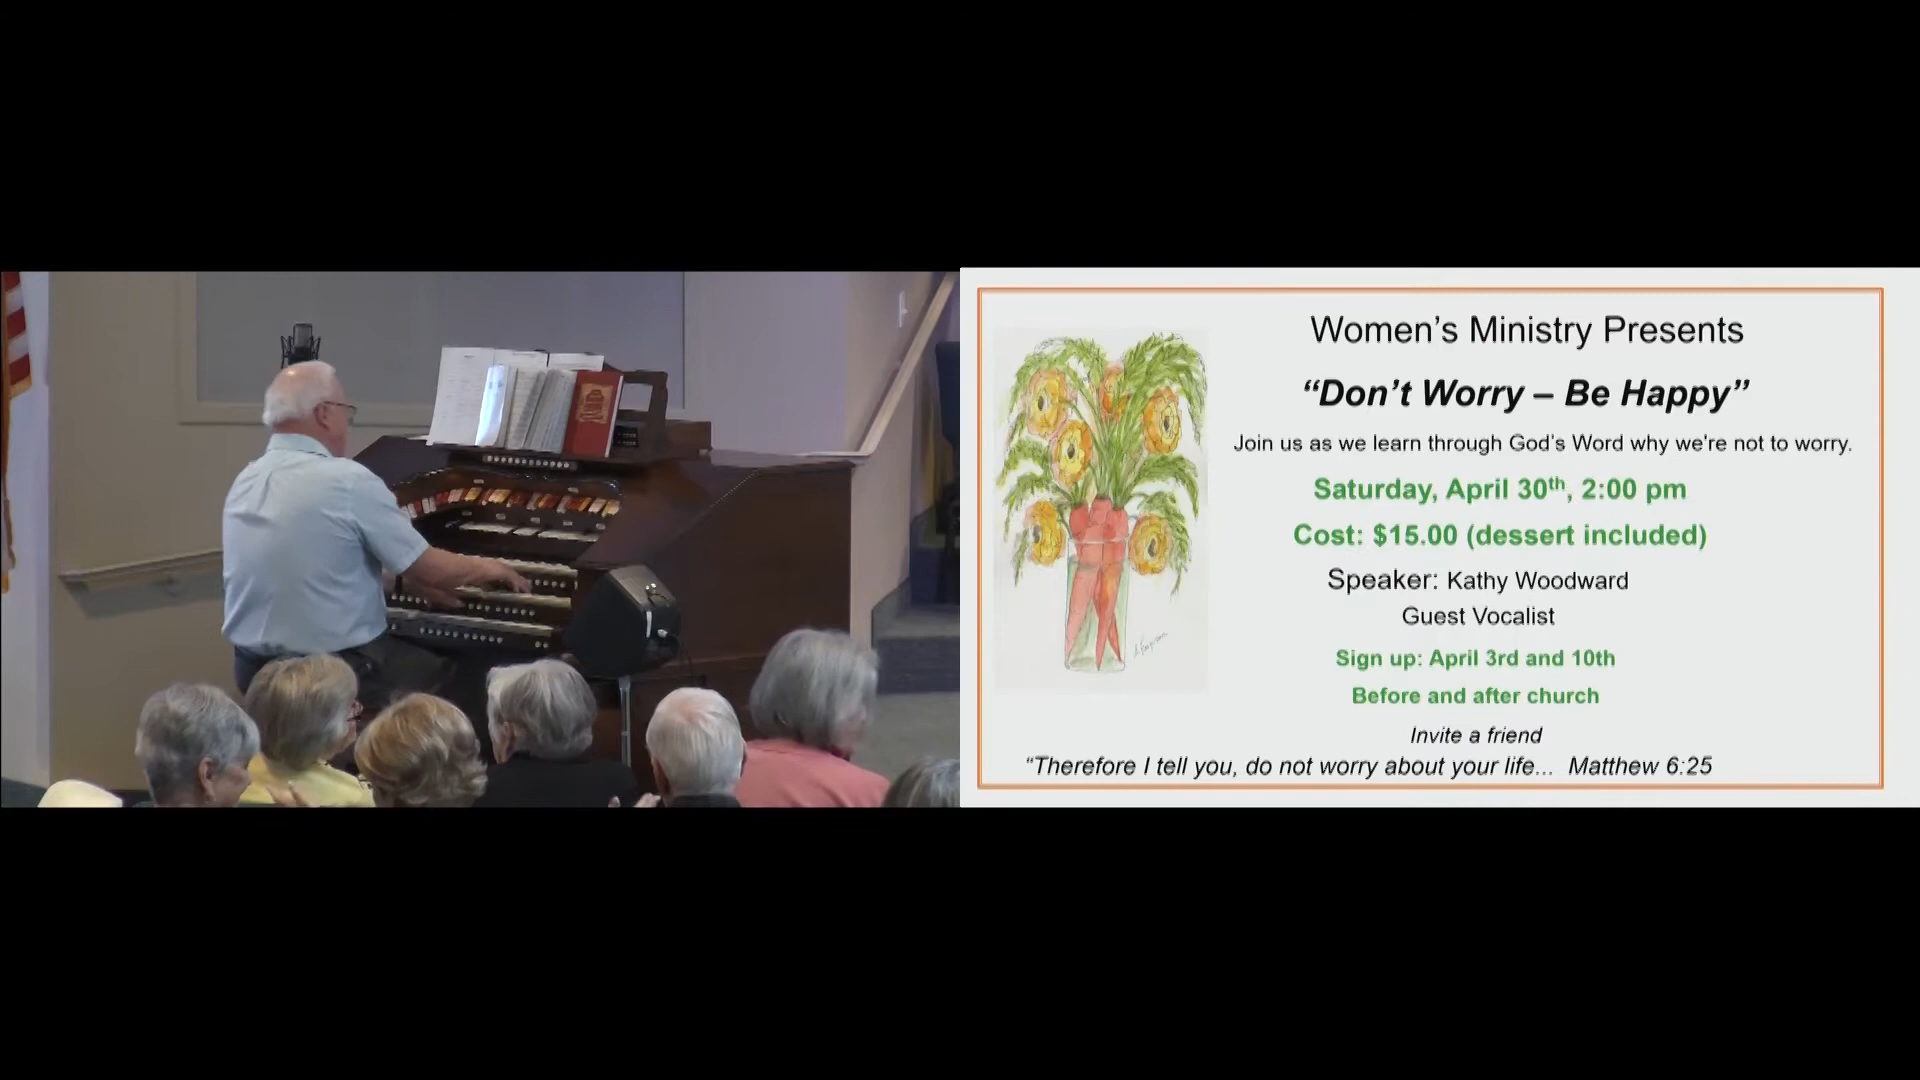 Women’s Ministry Presents
“Don’t Worry – Be Happy”
Join us as we learn through God’s Word why we're not to worry.
Saturday, April 30th, 2:00 pm
Cost: $15.00 (dessert included)
Speaker: Kathy Woodward
Guest Vocalist
Sign up: April 3rd and 10th
Before and after church
Invite a friend
“Therefore I tell you, do not worry about your life... Matthew 6:25